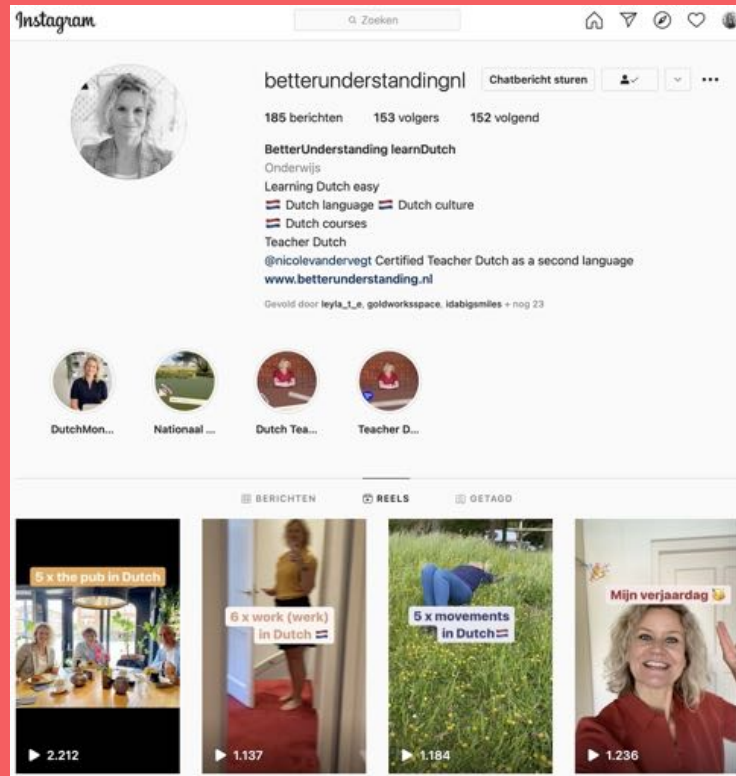 Instagram
Zoeken
betterunderstandingnl Chatbericht sturen
185 berichten 153 volgers 152 volgend
BetterUnderstanding learnDutch
Onderwijs
Learning Dutch easy
Dutch language Dutch culture
Dutch courses
Teacher Dutch
@nicolevandervegt Certified Teacher Dutch as a second language
www.betterunderstanding.nl
Gevolgd door leyla_t_e, goldworksspace, idabigsmiles + nog 23
DutchMon... Nationaal ... Dutch Tea... Teacher D...
BERICHTEN REELS GETAGD
5 x the pub in Dutch
6 x work (werk)
in Dutch
5 x movements
in Dutch
Mijn verjaardag
2.212 1.137 1.184 1.236